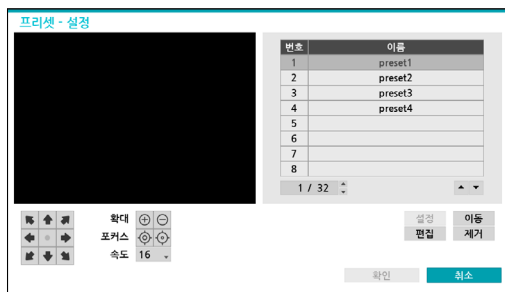 프리셋 - 설정
번호 이름
1 preset1
2 preset2
3 preset3
4 preset4
5
6
7
8
1 / 32
확대
포커스
속도 16
설정 이동
편집 제거
확인 취소